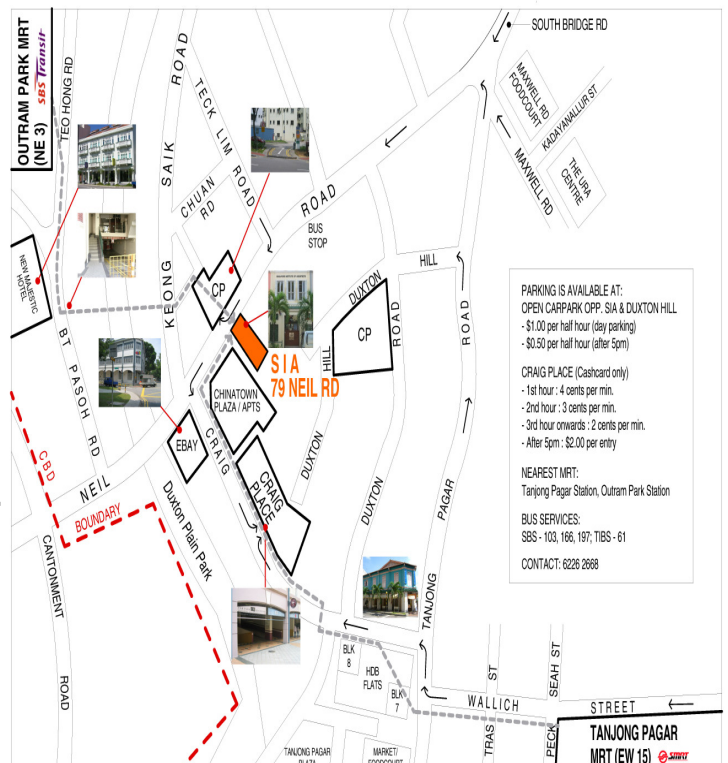 OUTRAM PARK MRT
(NE 3)
SBS Transit
TEO HONG RD
KEONG SAIK ROAD
TECK LIM ROAD
CHUAN
RD
ROAD
BUS
STOP
SOUTH BRIDGE RD
MAXWELL RD
FOODCOURT
KADAYANALLUR ST
MAXWELL RD
THE URA
CENTRE
NEW MAJESTIC
HOTEL
BT PASOH RD
CP
DUXTON
HILL
DUXTON HILL
CP
DUXTON ROAD
TANJONG PAGAR ROAD
SIA
79 NEIL RD
CHINATOWN
PLAZA / APTS
EBAY
CRAIG
CRAIG
PLACE
CBD
BOUNDARY
NEIL
CANTONMENT ROAD
Duxton Plain Park
BLK
8
HDB
FLATS
BLK
7
TANJONG PAGAR
PLAZA
MARKET/
FOODCOURT
WALLICH STREET
TRAS ST
PECK SEAH ST
TANJONG PAGAR
MRT (EW 15) SMRT
PARKING IS AVAILABLE AT:
OPEN CARPARK OPP. SIA & DUXTON HILL
- $1.00 per half hour (day parking)
- $0.50 per half hour (after 5pm)
CRAIG PLACE (Cashcard only)
- 1st hour : 4 cents per min.
- 2nd hour : 3 cents per min.
- 3rd hour onwards : 2 cents per min.
- After 5pm : $2.00 per entry
NEAREST MRT:
Tanjong Pagar Station, Outram Park Station
BUS SERVICES:
SBS - 103, 166, 197; TIBS - 61
CONTACT: 6226 2668